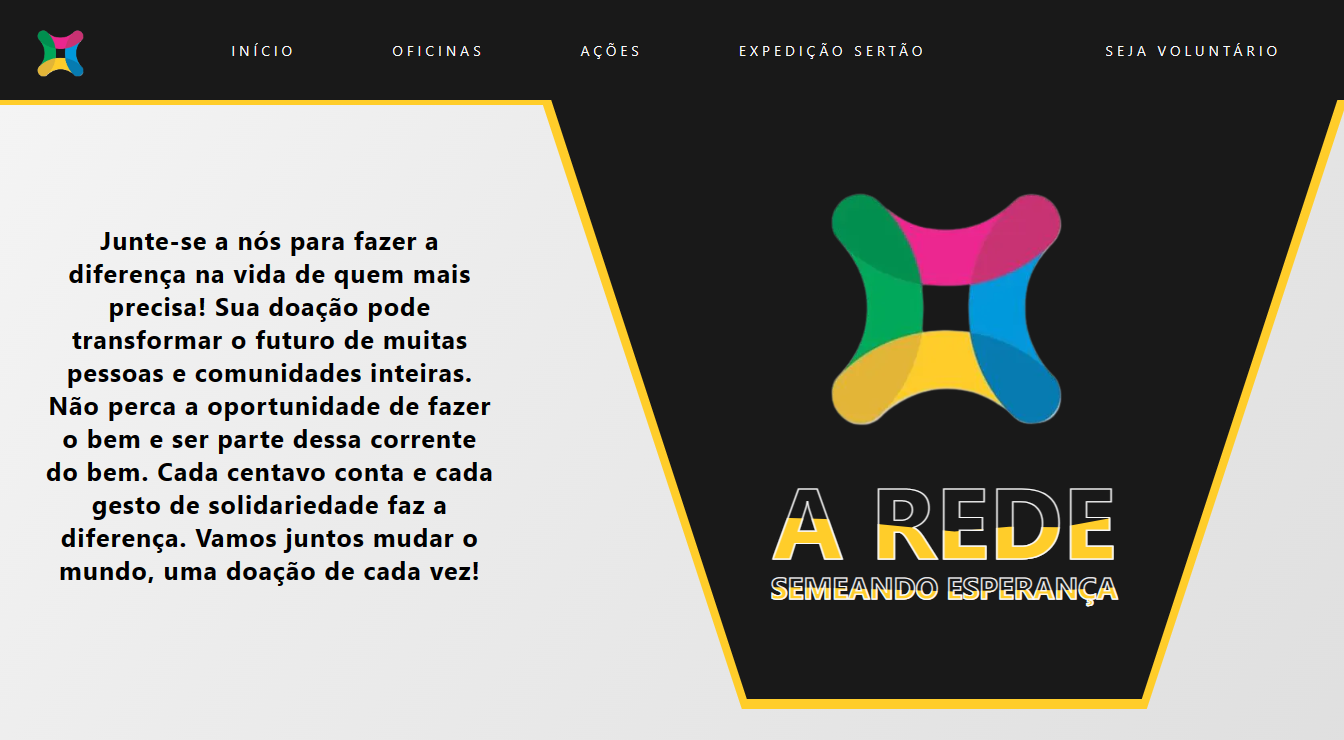 INÍCIO OFICINAS AÇÕES EXPEDIÇÃO SERTÃO SEJA VOLUNTÁRIO
Junte-se a nós para fazer a
diferença na vida de quem mais
precisa! Sua doação pode
transformar o futuro de muitas
pessoas e comunidades inteiras.
Não perca a oportunidade de fazer
o bem e ser parte dessa corrente
do bem. Cada centavo conta e cada
gesto de solidariedade faz a
diferença. Vamos juntos mudar o
mundo, uma doação de cada vez!
A REDE
SEMEANDO ESPERANÇA